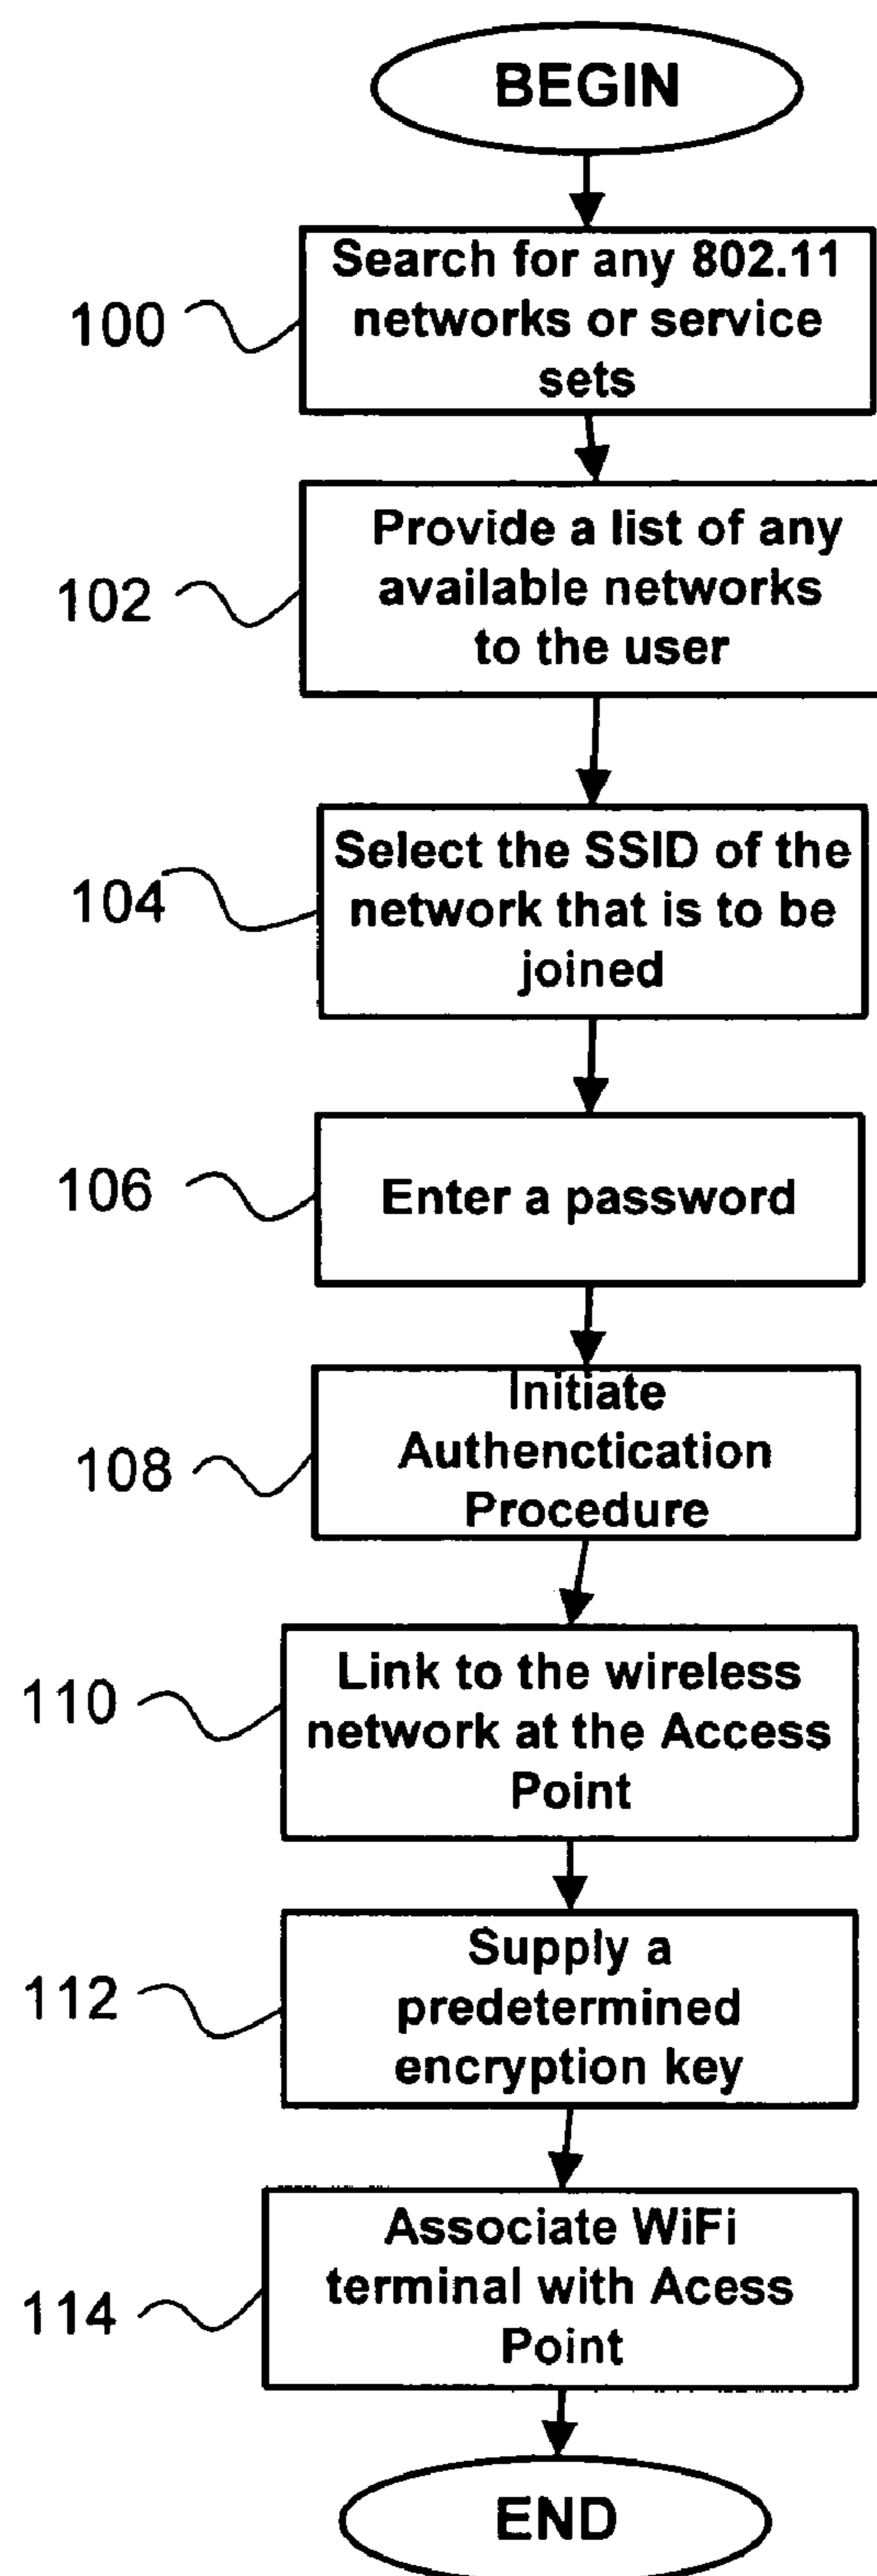 BEGIN
100
Search for any 802.11
networks or service
sets
102
Provide a list of any
available networks
to the user
104
Select the SSID of the
network that is to be
joined
106
Enter a password
108
Initiate
Authenctication
Procedure
110
Link to the wireless
network at the Access
Point
112
Supply a
predetermined
encryption key
114
Associate WiFi
terminal with Acess
Point
END